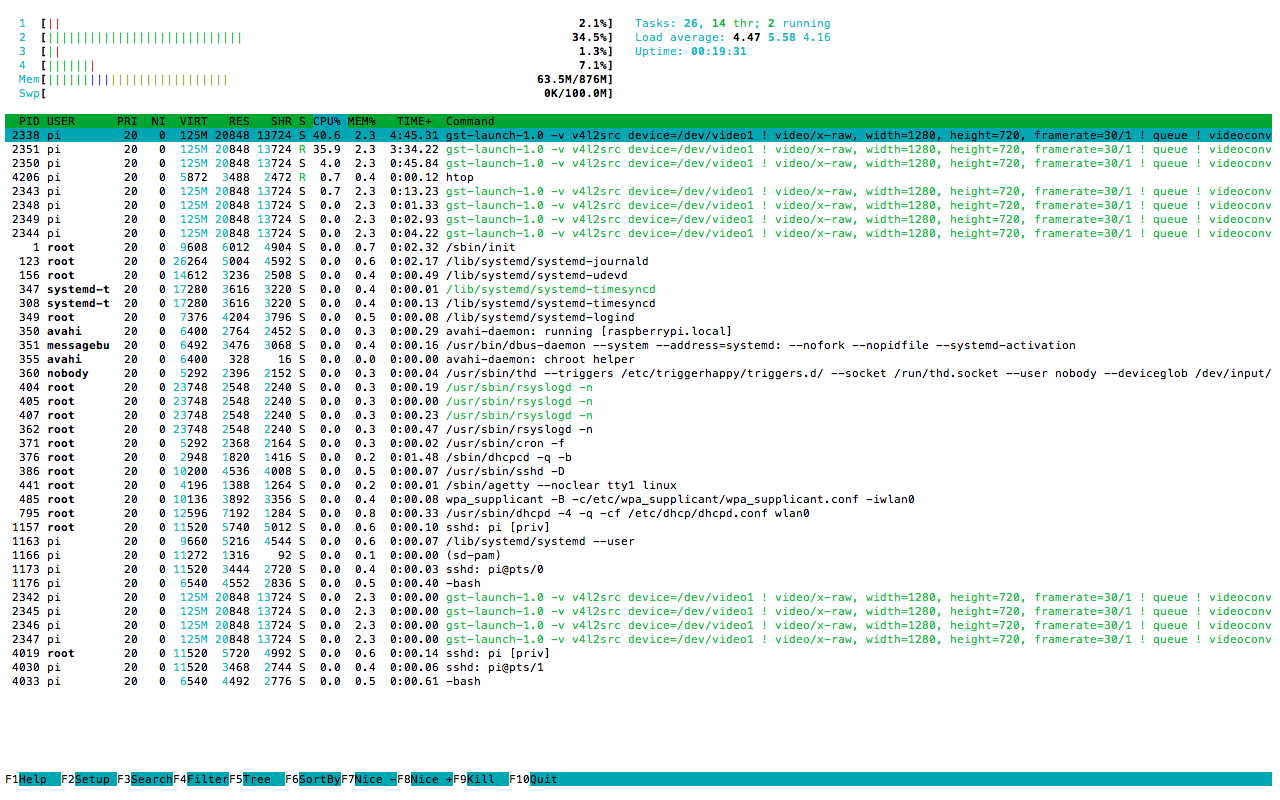 1 [|| 2.1%] Tasks: 26, 14 thr; 2 running
2 [|||||||||||||||||||||||||||| 34.5%] Load average: 4.47 5.58 4.16
3 [|| 1.3%] Uptime: 00:19:31
4 [||||||| 7.1%]
Mem[|||||||||||||||||||||||||| 63.5M/876M]
Swp[ 0K/100.0M]
PID USER PRI NI VIRT RES SHR S CPU% MEM% TIME+ Command
2338 pi 20 0 125M 20848 13724 S 40.6 2.3 4:45.31 gst-launch-1.0 -v v4l2src device=/dev/video1 ! video/x-raw, width=1280, height=720, framerate=30/1 ! queue ! videoconv
2351 pi 20 0 125M 20848 13724 R 35.9 2.3 3:34.22 gst-launch-1.0 -v v4l2src device=/dev/video1 ! video/x-raw, width=1280, height=720, framerate=30/1 ! queue ! videoconv
2350 pi 20 0 125M 20848 13724 S 4.0 2.3 0:45.84 gst-launch-1.0 -v v4l2src device=/dev/video1 ! video/x-raw, width=1280, height=720, framerate=30/1 ! queue ! videoconv
4206 pi 20 0 5872 3488 2472 R 0.7 0.4 0:00.12 htop
2343 pi 20 0 125M 20848 13724 S 0.7 2.3 0:13.23 gst-launch-1.0 -v v4l2src device=/dev/video1 ! video/x-raw, width=1280, height=720, framerate=30/1 ! queue ! videoconv
2348 pi 20 0 125M 20848 13724 S 0.0 2.3 0:01.33 gst-launch-1.0 -v v4l2src device=/dev/video1 ! video/x-raw, width=1280, height=720, framerate=30/1 ! queue ! videoconv
2349 pi 20 0 125M 20848 13724 S 0.0 2.3 0:02.93 gst-launch-1.0 -v v4l2src device=/dev/video1 ! video/x-raw, width=1280, height=720, framerate=30/1 ! queue ! videoconv
2344 pi 20 0 125M 20848 13724 S 0.0 2.3 0:04.22 gst-launch-1.0 -v v4l2src device=/dev/video1 ! video/x-raw, width=1280, height=720, framerate=30/1 ! queue ! videoconv
1 root 20 0 9608 6012 4904 S 0.0 0.7 0:02.32 /sbin/init
123 root 20 0 26264 5004 4592 S 0.0 0.6 0:02.17 /lib/systemd/systemd-journald
156 root 20 0 14612 3236 2508 S 0.0 0.4 0:00.49 /lib/systemd/systemd-udevd
347 systemd-t 20 0 17280 3616 3220 S 0.0 0.4 0:00.01 /lib/systemd/systemd-timesyncd
308 systemd-t 20 0 17280 3616 3220 S 0.0 0.4 0:00.13 /lib/systemd/systemd-timesyncd
349 root 20 0 7376 4204 3796 S 0.0 0.5 0:00.08 /lib/systemd/systemd-logind
350 avahi 20 0 6400 2764 2452 S 0.0 0.3 0:00.29 avahi-daemon: running [raspberrypi.local]
351 messagebu 20 0 6492 3476 3068 S 0.0 0.4 0:00.16 /usr/bin/dbus-daemon --system --address=systemd: --nofork --nopidfile --systemd-activation
355 avahi 20 0 6400 328 16 S 0.0 0.0 0:00.00 avahi-daemon: chroot helper
360 nobody 20 0 5292 2396 2152 S 0.0 0.3 0:00.04 /usr/sbin/thd --triggers /etc/triggerhappy/triggers.d/ --socket /run/thd.socket --user nobody --deviceglob /dev/input/
404 root 20 0 23748 2548 2240 S 0.0 0.3 0:00.19 /usr/sbin/rsyslogd -n
405 root 20 0 23748 2548 2240 S 0.0 0.3 0:00.00 /usr/sbin/rsyslogd -n
407 root 20 0 23748 2548 2240 S 0.0 0.3 0:00.23 /usr/sbin/rsyslogd -n
362 root 20 0 23748 2548 2240 S 0.0 0.3 0:00.47 /usr/sbin/rsyslogd -n
371 root 20 0 5292 2368 2164 S 0.0 0.3 0:00.02 /usr/sbin/cron -f
376 root 20 0 2948 1820 1416 S 0.0 0.2 0:01.48 /sbin/dhcpcd -q -b
386 root 20 0 10200 4536 4008 S 0.0 0.5 0:00.07 /usr/sbin/sshd -D
441 root 20 0 4196 1388 1264 S 0.0 0.2 0:00.01 /sbin/agetty --noclear tty1 linux
485 root 20 0 10136 3892 3356 S 0.0 0.4 0:00.08 wpa_supplicant -B -c/etc/wpa_supplicant/wpa_supplicant.conf -iwlan0
795 root 20 0 12596 7192 1284 S 0.0 0.8 0:00.33 /usr/sbin/dhcpd -4 -q -cf /etc/dhcp/dhcpd.conf wlan0
1157 root 20 0 11520 5740 5012 S 0.0 0.6 0:00.10 sshd: pi [priv]
1163 pi 20 0 9660 5216 4544 S 0.0 0.6 0:00.07 /lib/systemd/systemd --user
1166 pi 20 0 11272 1316 92 S 0.0 0.1 0:00.00 (sd-pam)
1173 pi 20 0 11520 3444 2720 S 0.0 0.4 0:00.03 sshd: pi@pts/0
1176 pi 20 0 6540 4552 2836 S 0.0 0.5 0:00.40 -bash
2342 pi 20 0 125M 20848 13724 S 0.0 2.3 0:00.00 gst-launch-1.0 -v v4l2src device=/dev/video1 ! video/x-raw, width=1280, height=720, framerate=30/1 ! queue ! videoconv
2345 pi 20 0 125M 20848 13724 S 0.0 2.3 0:00.00 gst-launch-1.0 -v v4l2src device=/dev/video1 ! video/x-raw, width=1280, height=720, framerate=30/1 ! queue ! videoconv
2346 pi 20 0 125M 20848 13724 S 0.0 2.3 0:00.00 gst-launch-1.0 -v v4l2src device=/dev/video1 ! video/x-raw, width=1280, height=720, framerate=30/1 ! queue ! videoconv
2347 pi 20 0 125M 20848 13724 S 0.0 2.3 0:00.00 gst-launch-1.0 -v v4l2src device=/dev/video1 ! video/x-raw, width=1280, height=720, framerate=30/1 ! queue ! videoconv
4019 root 20 0 11520 5720 4992 S 0.0 0.6 0:00.14 sshd: pi [priv]
4030 pi 20 0 11520 3468 2744 S 0.0 0.4 0:00.06 sshd: pi@pts/1
4033 pi 20 0 6540 4492 2776 S 0.0 0.5 0:00.61 -bash
F1Help F2Setup F3SearchF4FilterF5Tree F6SortByF7Nice -F8Nice +F9Kill F10Quit